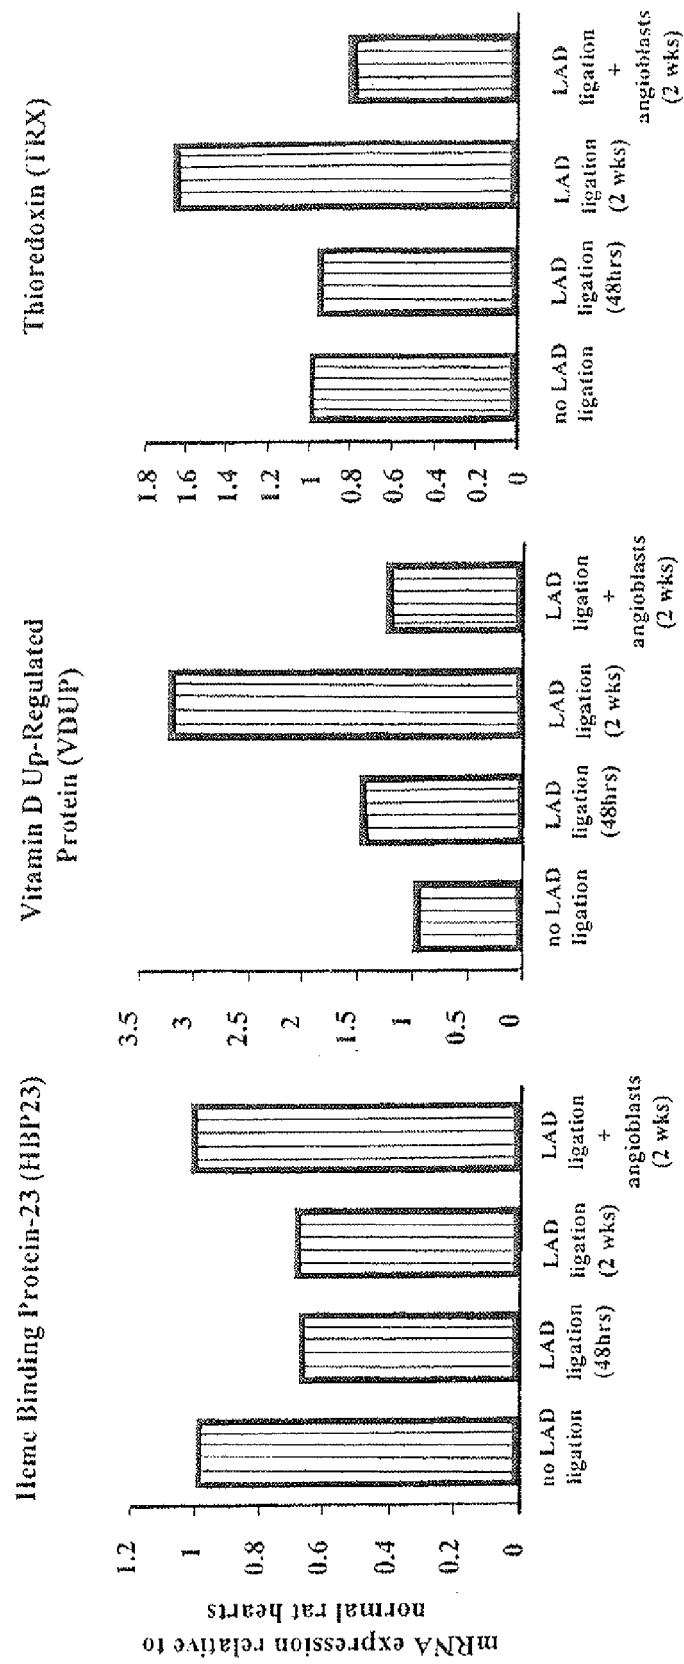 Heme Binding Protein-23 (HBP23)
mRNA expression relative to
normal rat hearts
1.2
1
0.8
0.6
0.4
0.2
0
no LAD
ligation
LAD
ligation
(48hrs)
LAD
ligation
(2 wks)
LAD
ligation
+
angioblasts
(2 wks)
Vitamin D Up-Regulated
Protein (VDUP)
3.5
3
2.5
2
1.5
1
0.5
0
no LAD
ligation
LAD
ligation
(48hrs)
LAD
ligation
(2 wks)
LAD
ligation
+
angioblasts
(2 wks)
Thioredoxin (TRX)
1.8
1.6
1.4
1.2
1
0.8
0.6
0.4
0.2
0
no LAD
ligation
LAD
ligation
(48hrs)
LAD
ligation
(2 wks)
LAD
ligation
+
angioblasts
(2 wks)